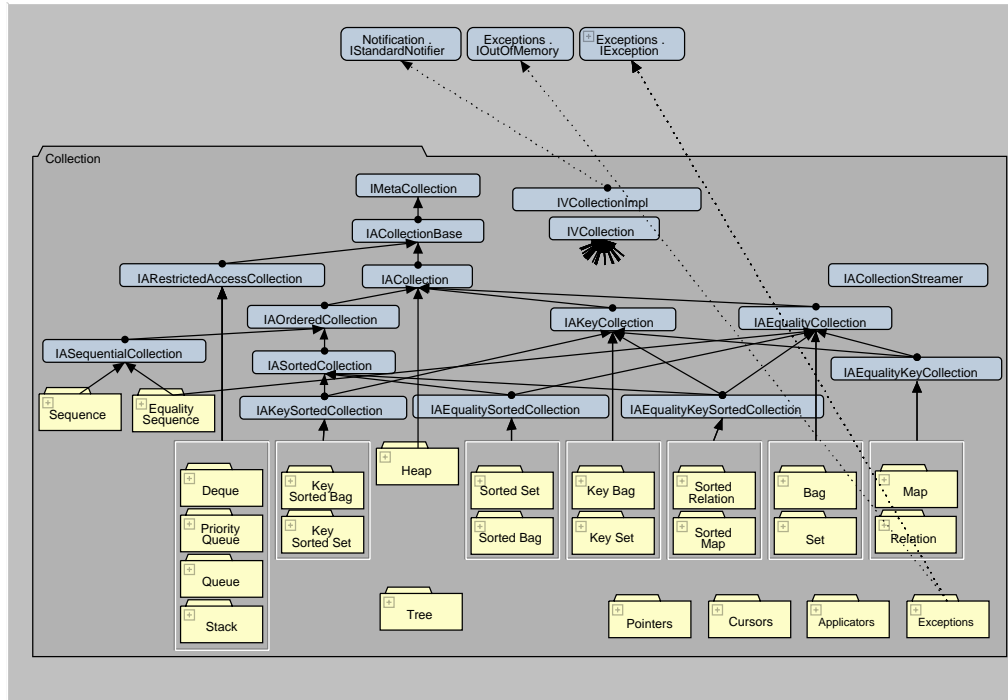 Notification .
IStandardNotifier
Exceptions .
IOutOfMemory
Exceptions .
IException
Collection
IMetaCollection
IVCollectionImpl
IACollectionBase
IVCollection
IARestrictedAccessCollection
IACollection
IACollectionStreamer
IAOrderedCollection
IAKeyCollection
IAEqualityCollection
IASequentialCollection
IASortedCollection
IAEqualityKeyCollection
Sequence
Equality
Sequence
IAKeySortedCollection
IAEqualitySortedCollection
IAEqualityKeySortedCollection
Heap
Deque
Priority
Queue
Queue
Stack
Key
Sorted Bag
Key
Sorted Set
Sorted Set
Sorted Bag
Key Bag
Key Set
Sorted
Relation
Sorted
Map
Bag
Set
Map
Relation
Tree
Pointers
Cursors
Applicators
Exceptions